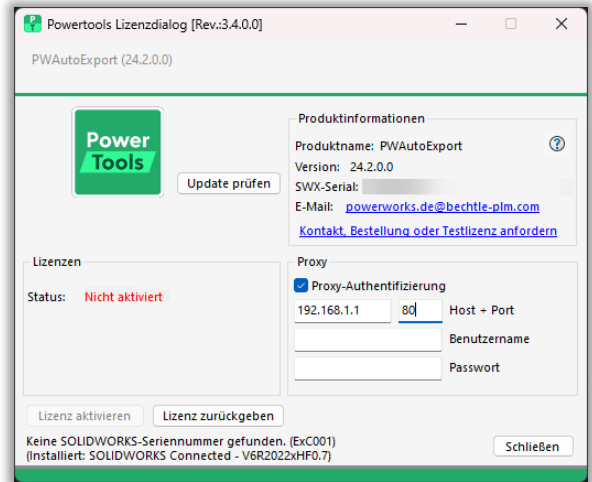 Powertools Lizenzdialog [Rev.:3.4.0.0]
PWAutoExport (24.2.0.0)
Power
Tools
Update prüfen
Produktinformationen
Produktname: PWAutoExport
Version: 24.2.0.0
SWX-Serial:
E-Mail: powerworks.de@bechtle-plm.com
Kontakt, Bestellung oder Testlizenz anfordern
Lizenzen
Status: Nicht aktiviert
Proxy
Proxy-Authentifizierung
192.168.1.1 80 Host + Port
Benutzername
Passwort
Lizenz aktivieren Lizenz zurückgeben
Keine SOLIDWORKS-Seriennummer gefunden. (ExC001)
(Installiert: SOLIDWORKS Connected - V6R2022xHF0.7)
Schließen